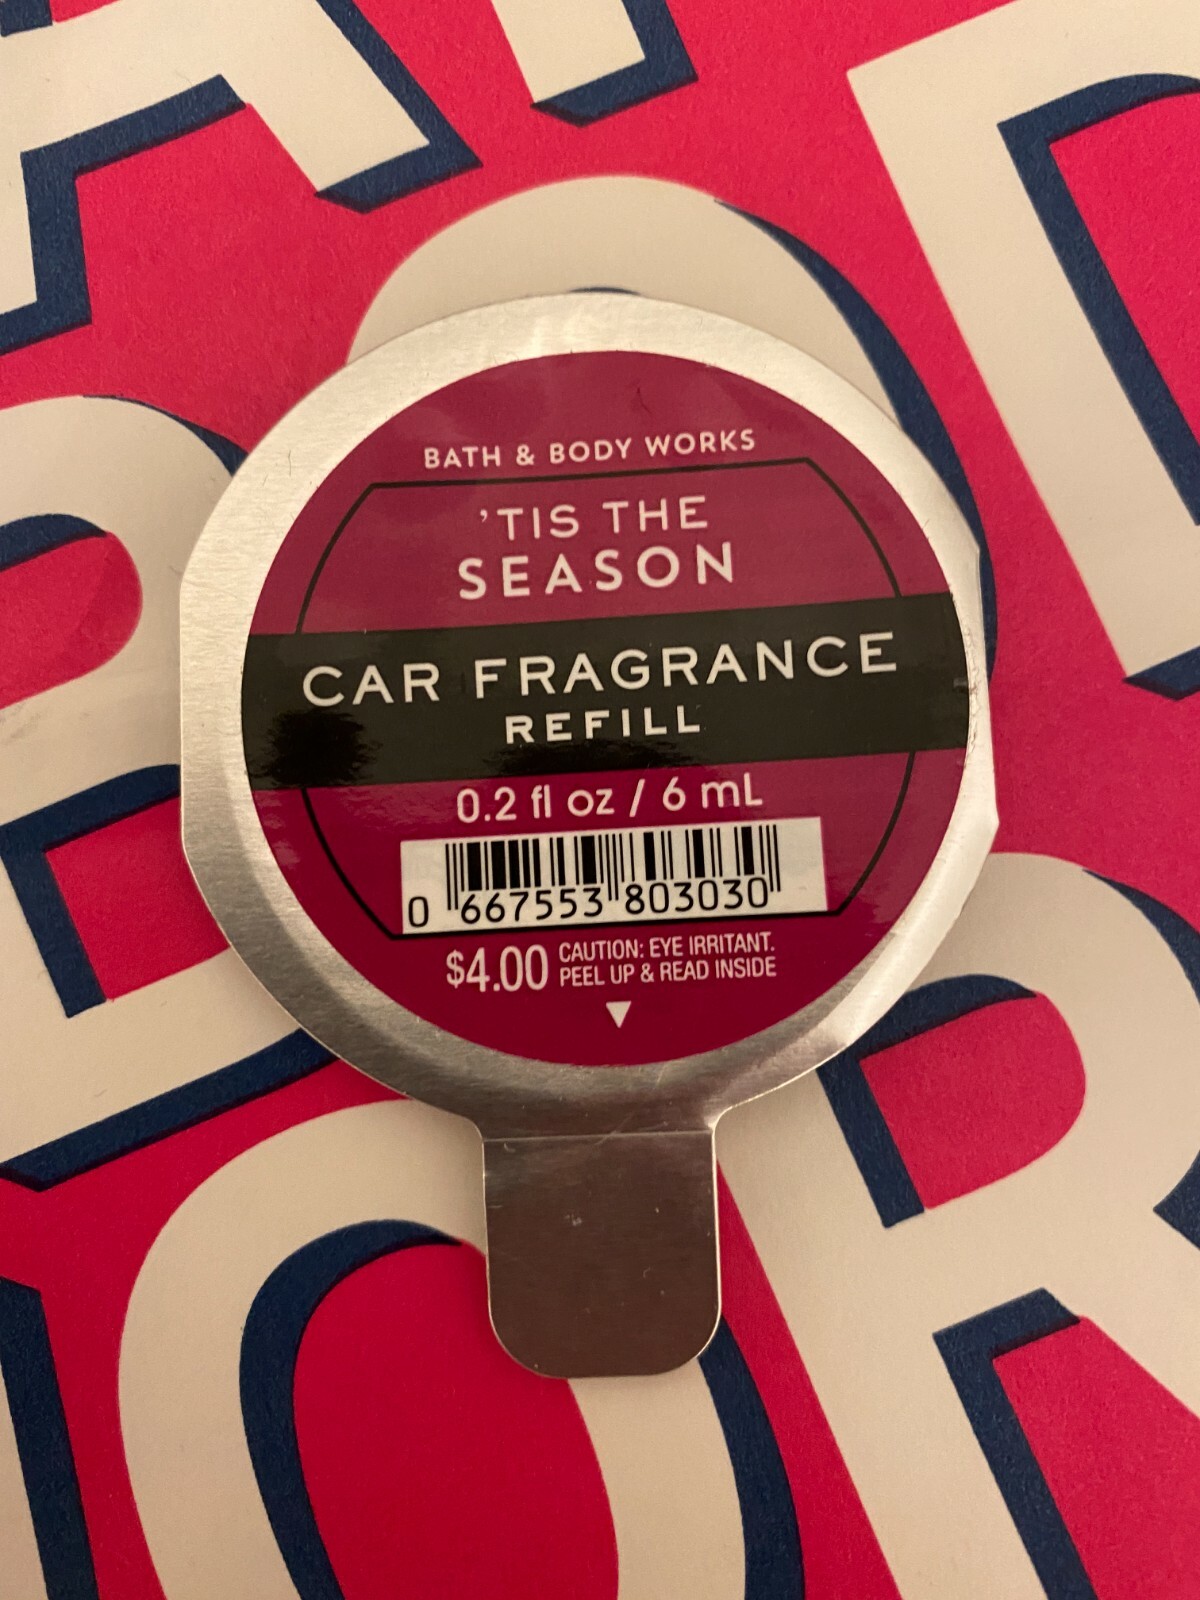 BATH & BODY WORKS
'TIS THE
SEASON
CAR FRAGRANCE
REFILL
0.2 fl oz / 6 mL
0 667553 803030
$4.00 CAUTION: EYE IRRITANT.
PEEL UP & READ INSIDE